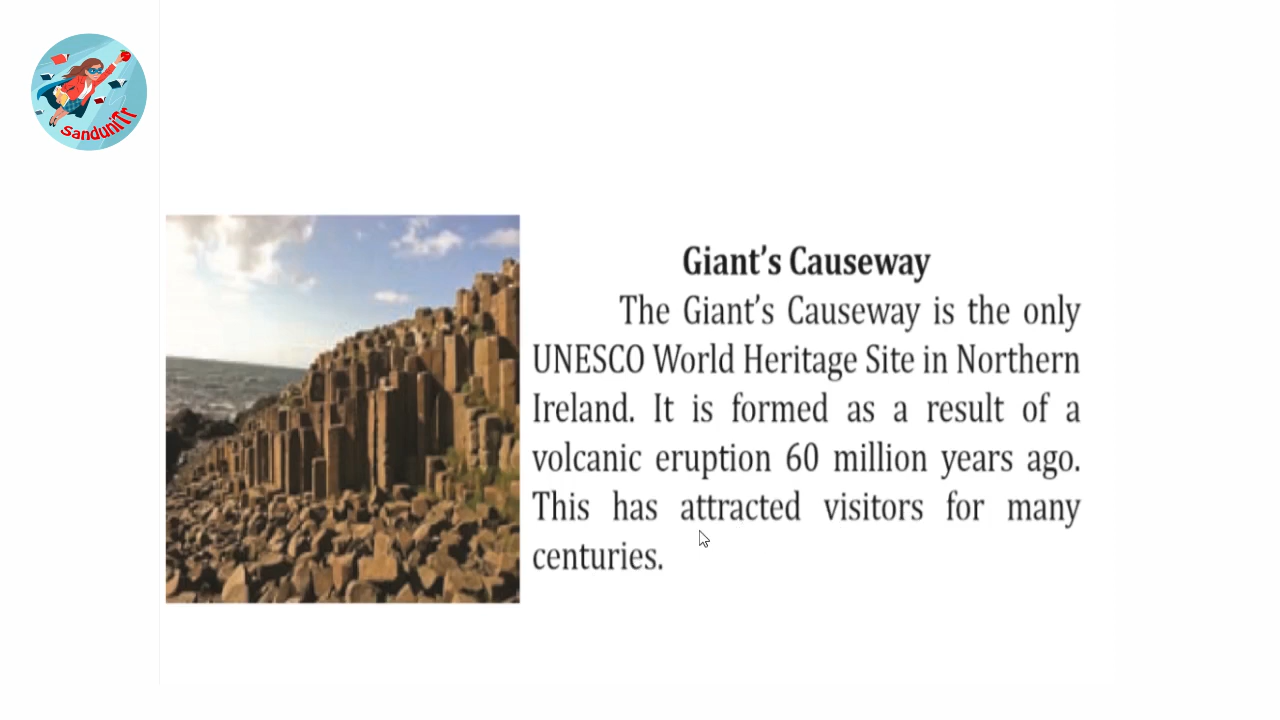 SanduniTr
Giant's Causeway
The Giant's Causeway is the only
UNESCO World Heritage Site in Northern
Ireland. It is formed as a result of a
volcanic eruption 60 million years ago.
This has attracted visitors for many
centuries.